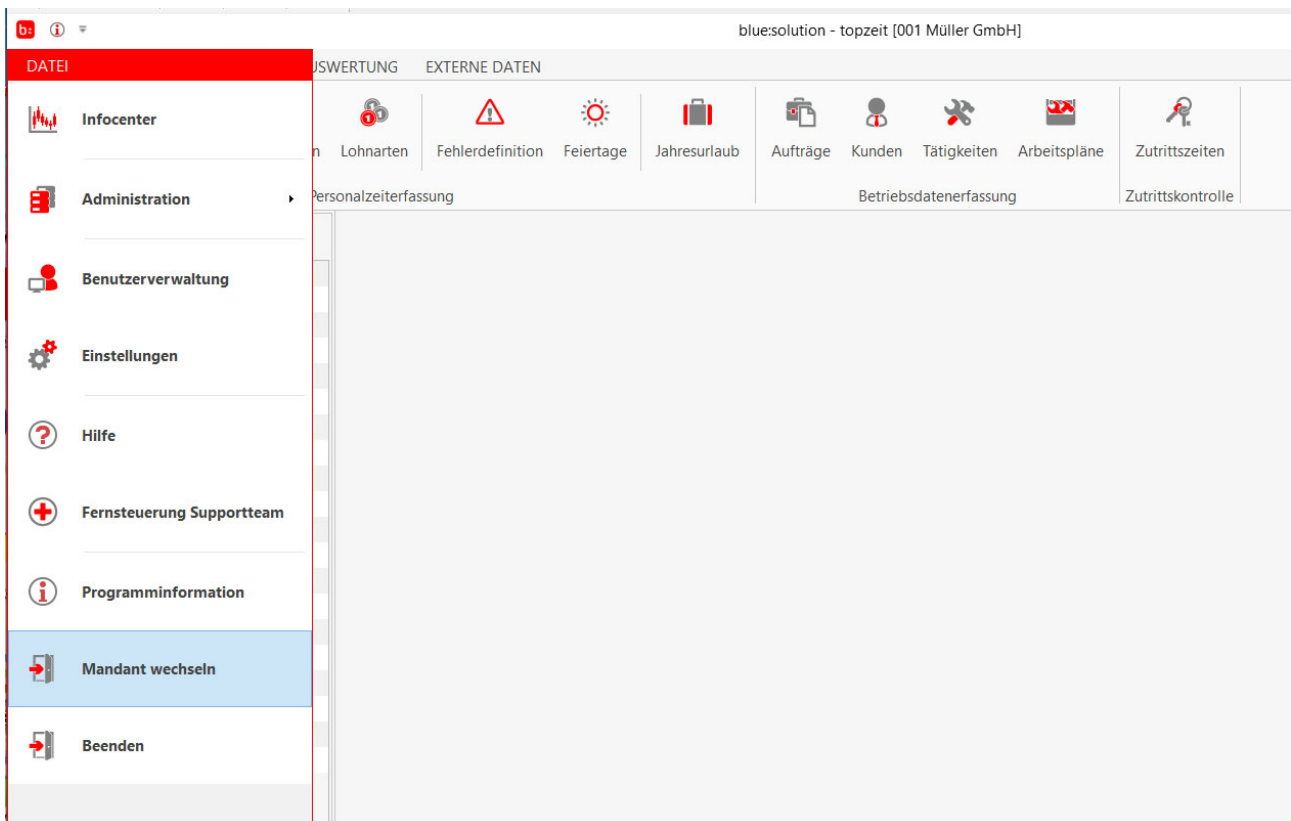 b:
blue:solution - topzeit [001 Müller GmbH]
DATEI
USWERTUNG EXTERNE DATEN
Infocenter
n Lohnarten Fehlerdefinition Feiertage Jahresurlaub Aufträge Kunden Tätigkeiten Arbeitspläne Zutrittszeiten
Personalzeiterfassung Betriebsdatenerfassung Zutrittskontrolle
Administration
Benutzerverwaltung
Einstellungen
Hilfe
Fernsteuerung Supportteam
Programminformation
Mandant wechseln
Beenden